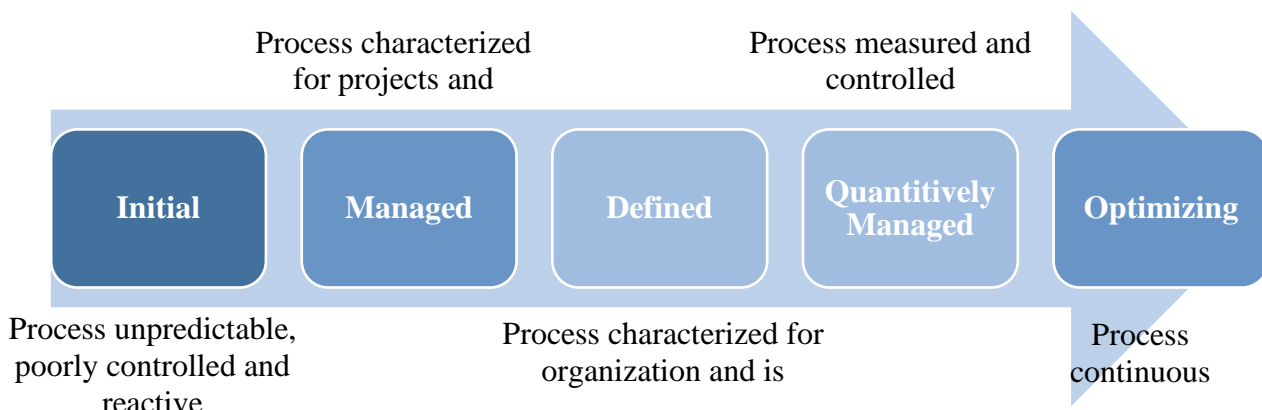 Process characterized
for projects and
Process measured and
controlled
Initial
Managed
Defined
Quantitively
Managed
Optimizing
Process unpredictable,
poorly controlled and
reactive
Process characterized for
organization and is
Process
continuous